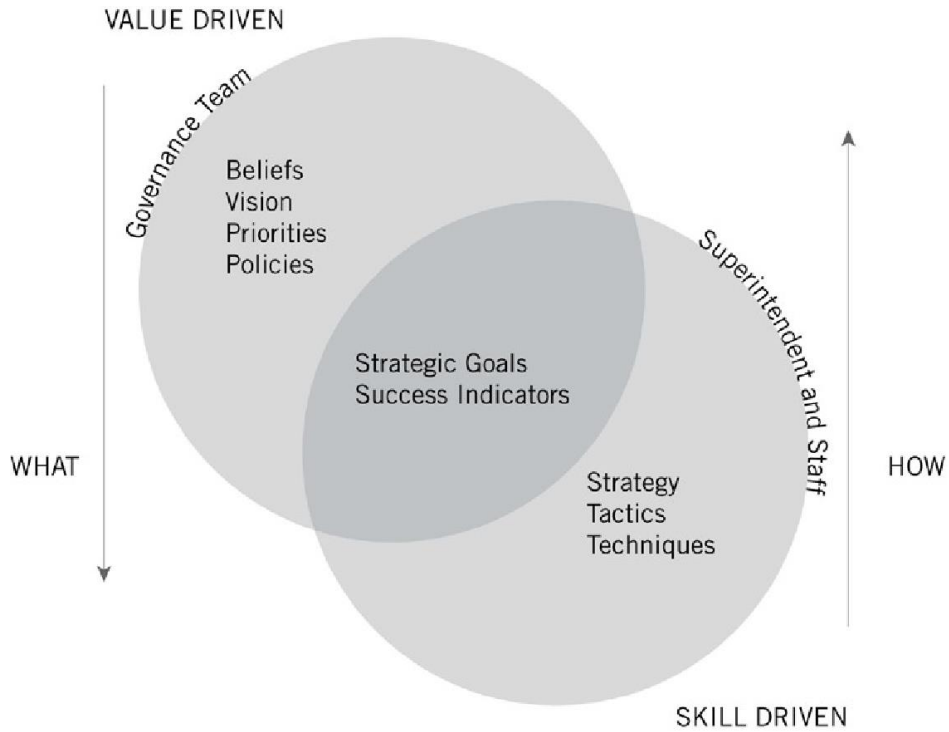 VALUE DRIVEN
Governance Team
Beliefs
Vision
Priorities
Policies
Superintendent and Staff
Strategic Goals
Success Indicators
WHAT
HOW
Strategy
Tactics
Techniques
SKILL DRIVEN